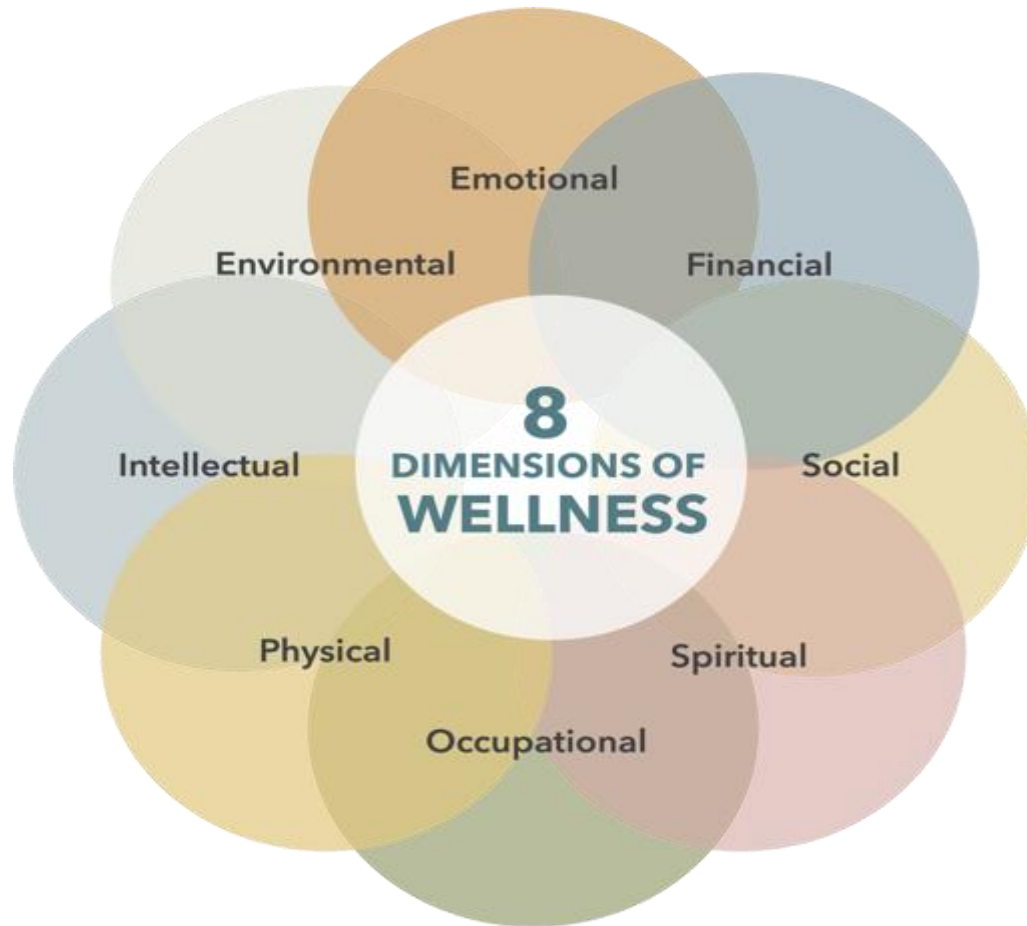 Emotional
Environmental
Financial
8
DIMENSIONS OF
WELLNESS
Intellectual
Social
Physical
Spiritual
Occupational